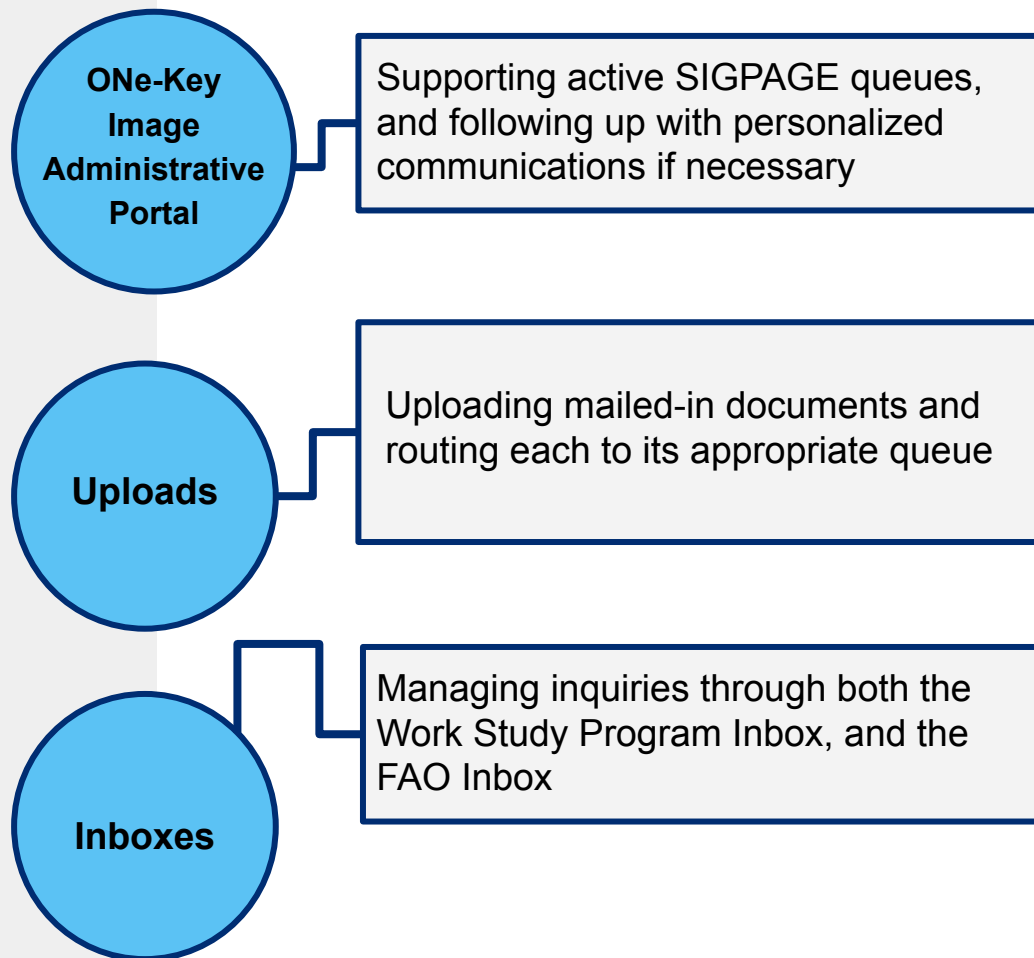 ONe-Key
Image
Administrative
Portal
Supporting active SIGPAGE queues,
and following up with personalized
communications if necessary
Uploads
Uploading mailed-in documents and
routing each to its appropriate queue
Inboxes
Managing inquiries through both the
Work Study Program Inbox, and the
FAO Inbox